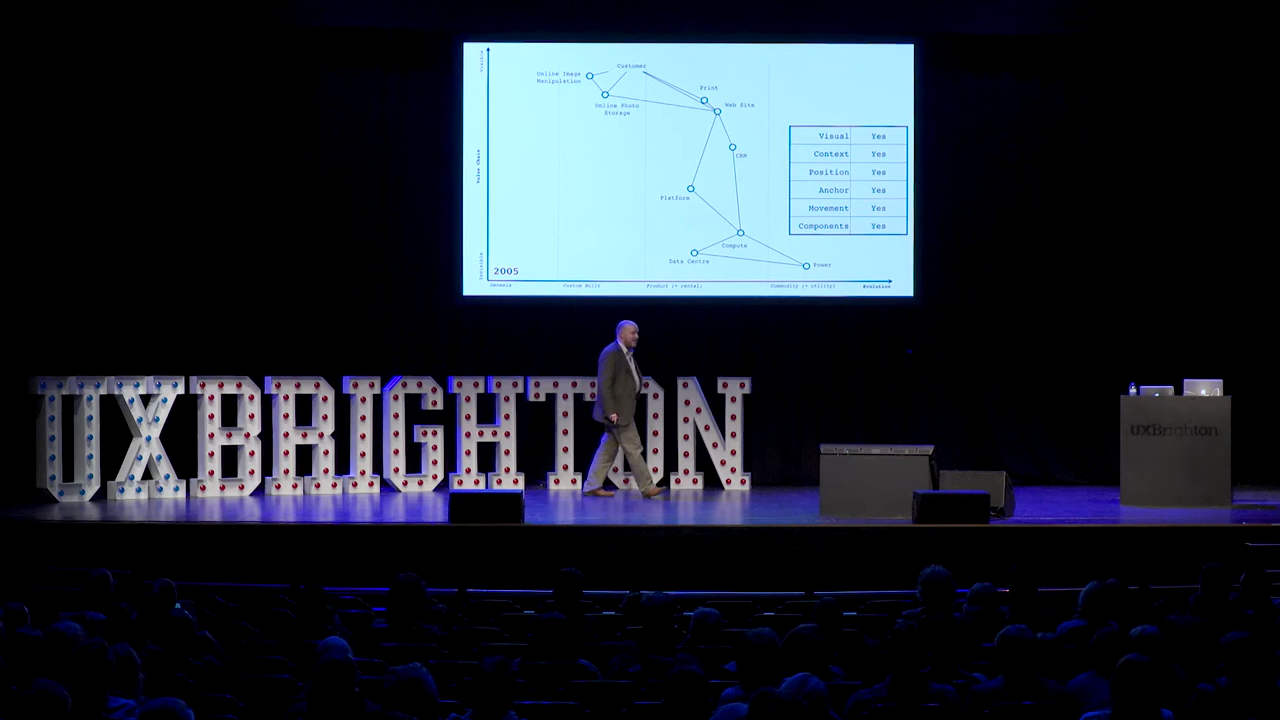 Visible
Customer
Online Image
Manipulation
Print
Online Photo
Storage
Web Site
Visual Yes
Context Yes
CRM
Value Chain
Position Yes
Platform
Anchor Yes
Movement Yes
Components Yes
Compute
Data Centre
Power
Invisible
2005
Genesis
Custom Built
Product (+ rental)
Commodity (+ utility)
Evolution
UXBRIGHTON
UXBrighton